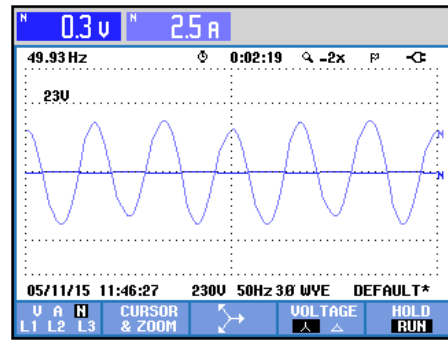 N 0.3 V N 2.5 A
49.93 Hz 0:02:19 -2x
23V
N
N
05/11/15 11:46:27 230V 50Hz 3Ø WYE DEFAULT*
V A N CURSOR VOLTAGE HOLD
L1 L2 L3 & ZOOM RUN